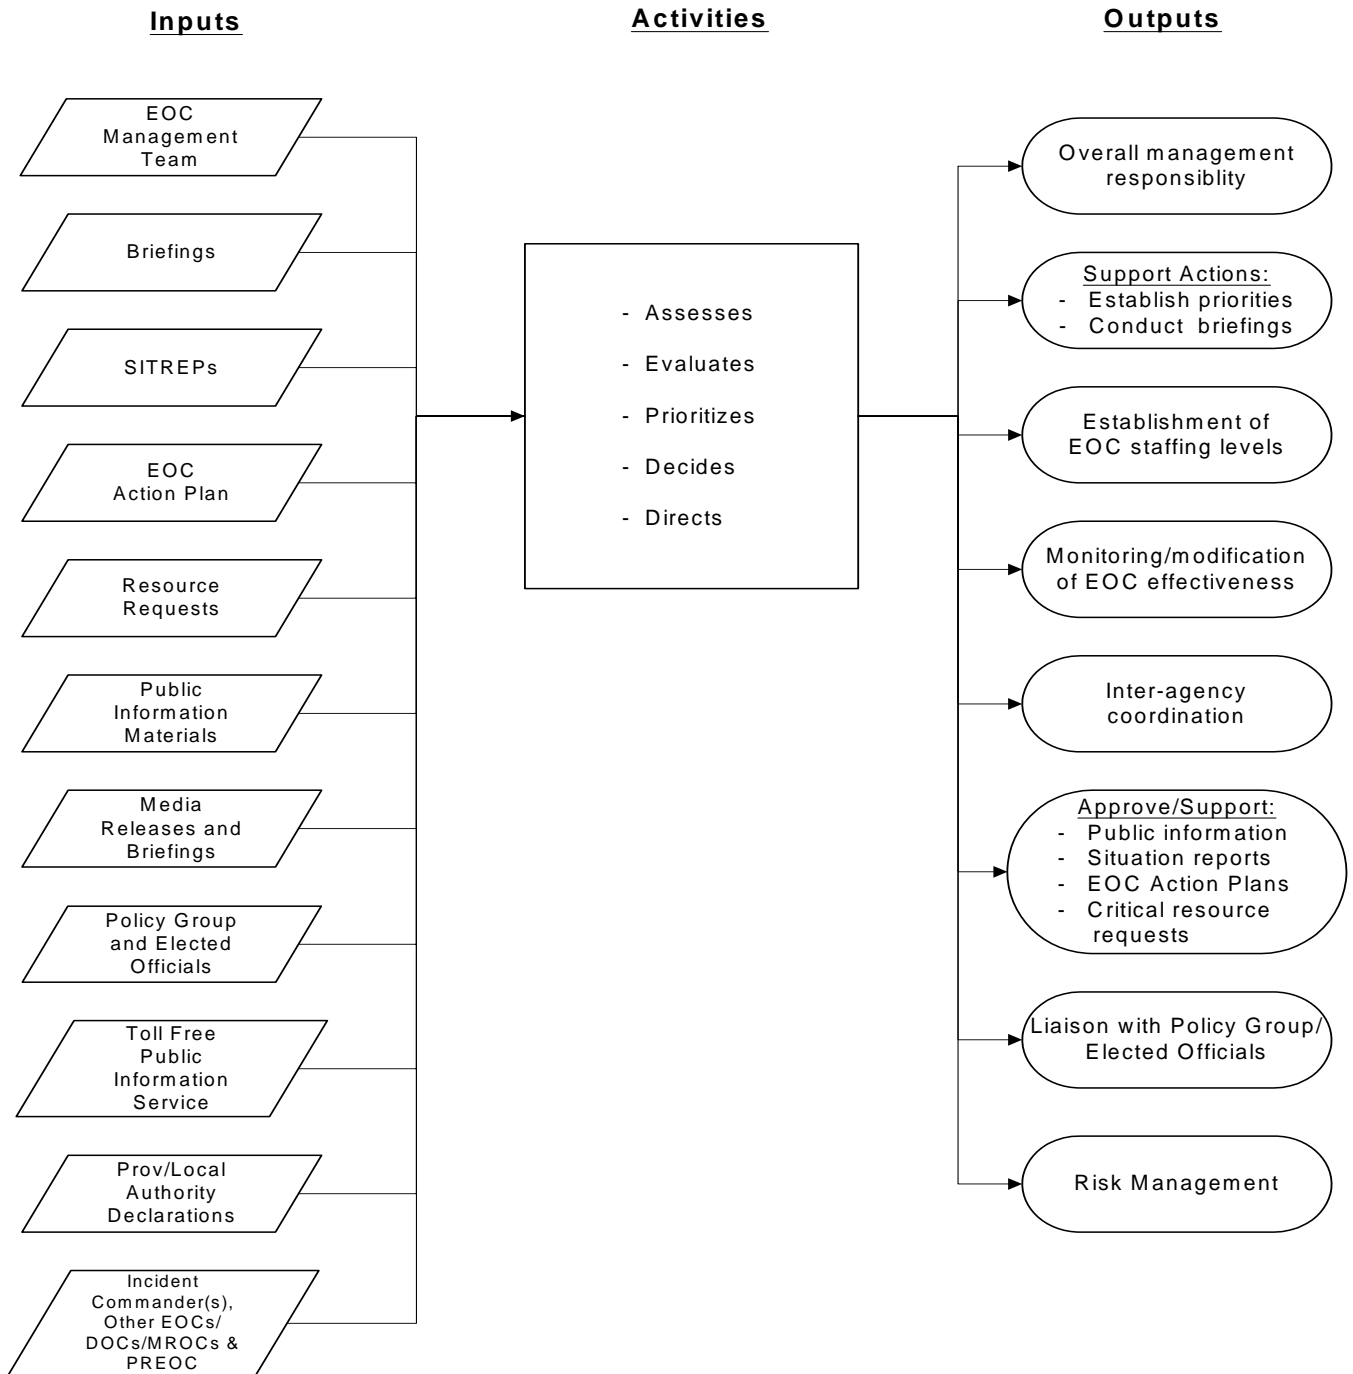 Inputs
Activities
Outputs
EOC
Management
Team
Briefings
SITREPs
EOC
Action Plan
Resource
Requests
Public
Information
Materials
Media
Releases and
Briefings
Policy Group
and Elected
Officials
Toll Free
Public
Information
Service
Prov/Local
Authority
Declarations
Incident
Commander(s),
Other EOCs/
DOCs/MROCs &
PREOC
- Assesses
- Evaluates
- Prioritizes
- Decides
- Directs
Overall management
responsiblity
Support Actions:
- Establish priorities
- Conduct briefings
Establishment of
EOC staffing levels
Monitoring/modification
of EOC effectiveness
Inter-agency
coordination
Approve/Support:
- Public information
- Situation reports
- EOC Action Plans
- Critical resource
requests
Liaison with Policy Group/
Elected Officials
Risk Management